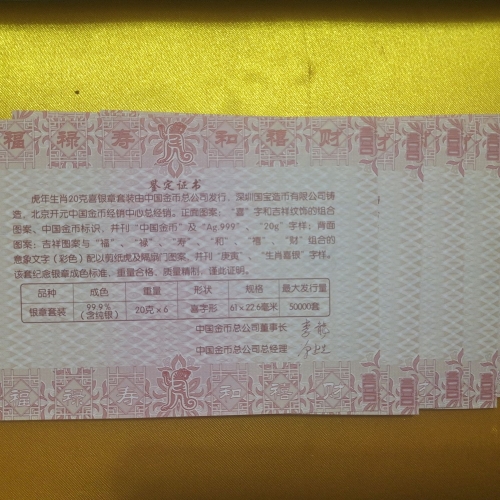 福 禄 寿 和 禧 财
鉴定证书
虎年生肖20克喜银章套装由中国金币总公司发行，深圳国宝造币有限公司铸
造，北京开元中国金币经销中心总经销。正面图案：“喜”字和吉祥纹饰的组合
图案、中国金币标识，并刊“中国金币”及“Ag.999”、“20g”字样；背面
图案：吉祥图案与“福”、“禄”、“寿”、“和”、“禧”、“财”组合的
意象文字（彩色）配以剪纸虎及隔扇门图案，并刊“庚寅”、“生肖喜银”字样。
该套纪念银章成色标准，重量合格，质量精制，谨此证明。
品种 成色 重量 形状 规格 最大发行量
银章套装 99.9%（含纯银） 20克×6 喜字形 61×22.6毫米 50000套
中国金币总公司董事长
中国金币总公司总经理
福 禄 寿 和 禧 财